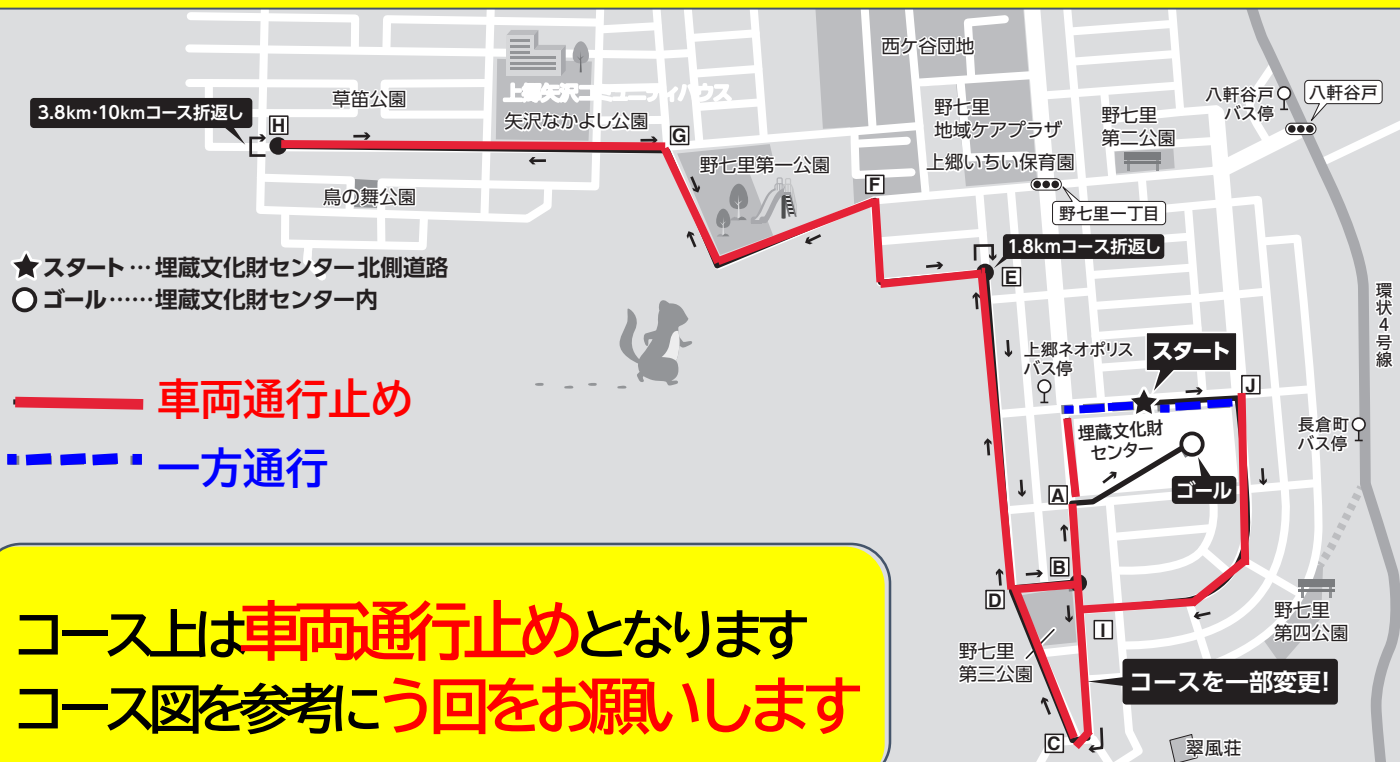 西ケ谷団地
3.8km・10kmコース折返し
草笛公園
上郷矢沢コミュニティハウス
矢沢なかよし公園
H
G
鳥の舞公園
野七里第一公園
F
野七里
地域ケアプラザ
上郷いちい保育園
野七里
第二公園
八軒谷戸
バス停
八軒谷戸
野七里一丁目
1.8kmコース折返し
E
★スタート…埋蔵文化財センター北側道路
○ゴール……埋蔵文化財センター内
環状4号線
上郷ネオポリス
バス停
スタート
J
車両通行止め
一方通行
埋蔵文化財
センター
長倉町
バス停
ゴール
A
B
D
I
野七里
第三公園
野七里
第四公園
コースを一部変更!
C
翠風荘
コース上は車両通行止めとなります
コース図を参考にう回をお願いします